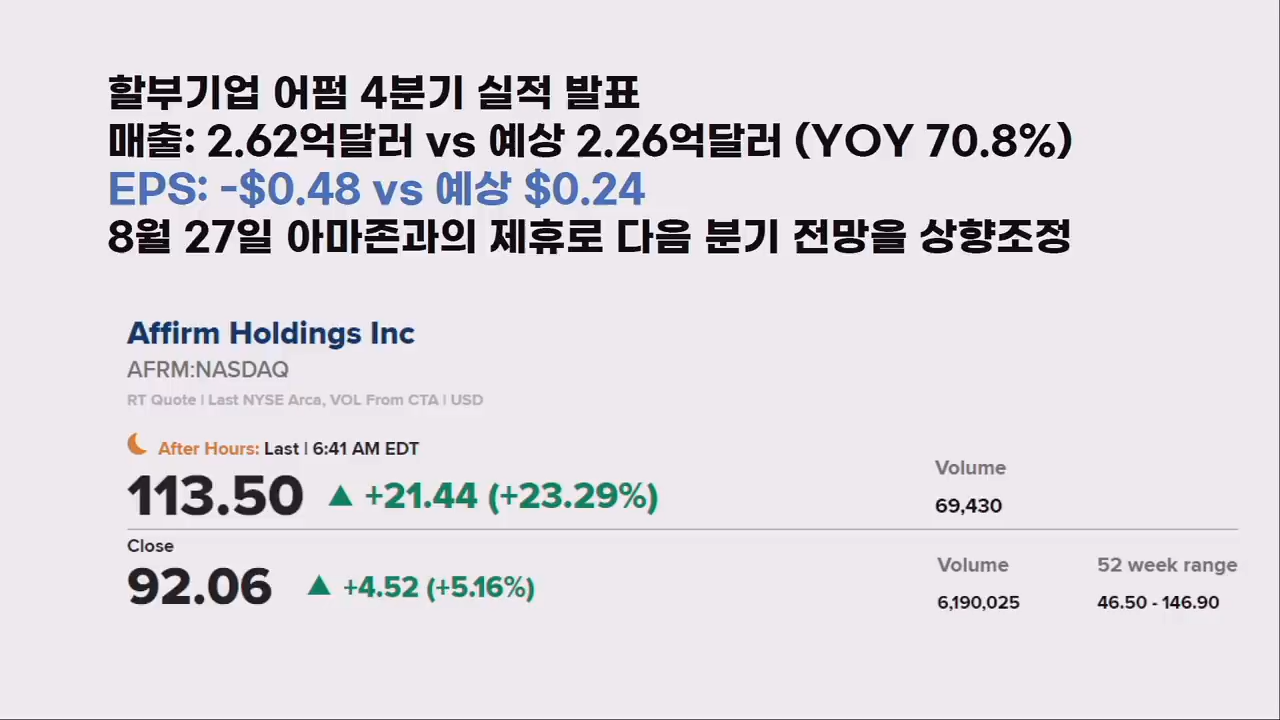 할부기업 어펌 4분기 실적 발표
매출: 2.62억달러 vs 예상 2.26억달러 (YOY 70.8%)
EPS: -$0.48 vs 예상 $0.24
8월 27일 아마존과의 제휴로 다음 분기 전망을 상향조정
Affirm Holdings Inc
AFRM:NASDAQ
RT Quote | Last NYSE Arca, VOL From CTA | USD
After Hours: Last | 6:41 AM EDT
113.50 ▲ +21.44 (+23.29%)
Volume
69,430
Close
92.06 ▲ +4.52 (+5.16%)
Volume
6,190,025
52 week range
46.50 - 146.90